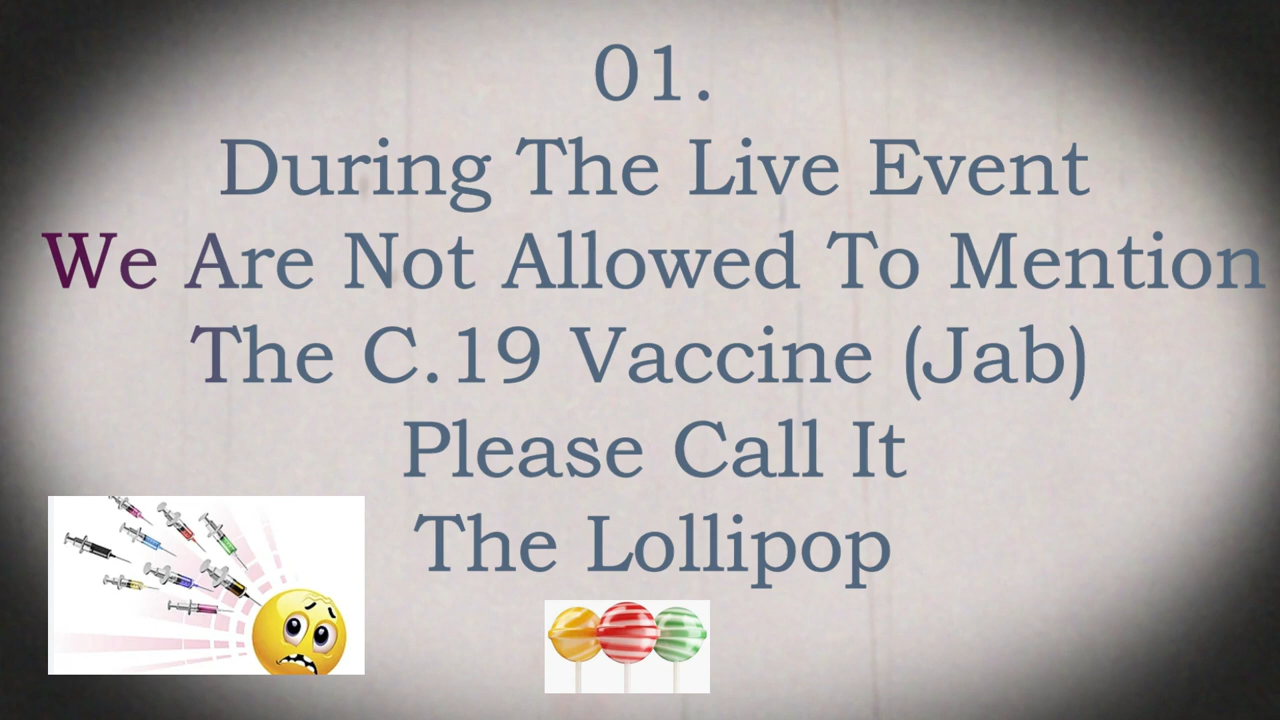 01.
During The Live Event
We Are Not Allowed To Mention
The C.19 Vaccine (Jab)
Please Call It
The Lollipop